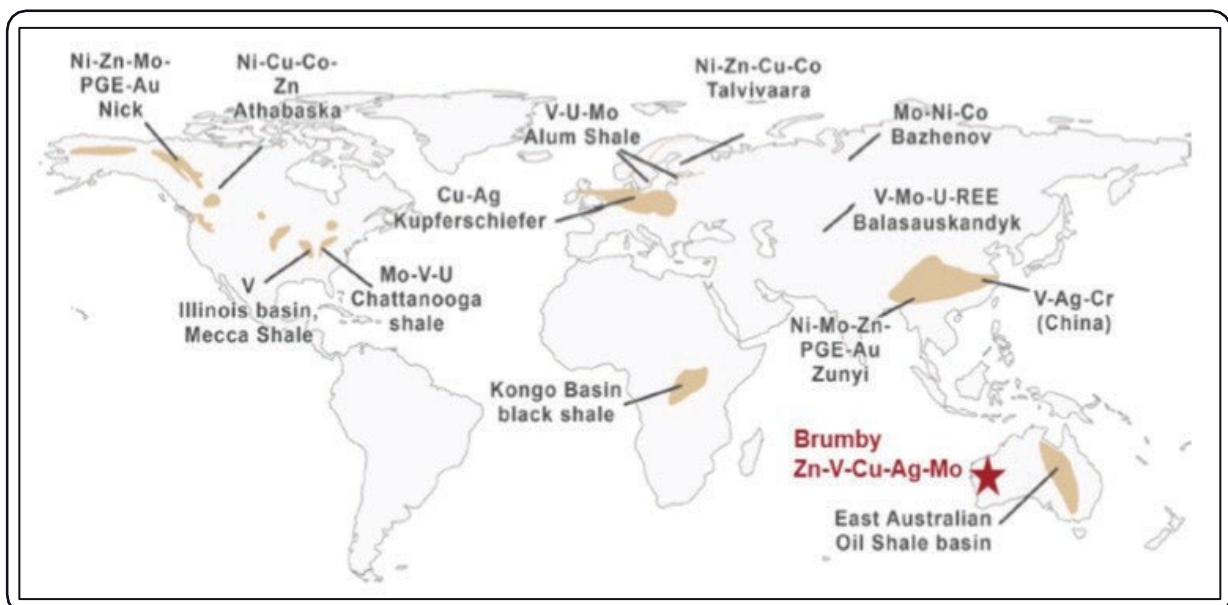 Ni-Zn-Mo-
PGE-Au
Nick
Ni-Cu-Co-
Zn
Athabaska
Ni-Zn-Cu-Co
Talvivaara
V-U-Mo
Alum Shale
Mo-Ni-Co
Bazhenov
Cu-Ag
Kupferschiefer
V-Mo-U-REE
Balasauskandyk
V
Illinois basin,
Mecca Shale
Mo-V-U
Chattanooga
shale
V-Ag-Cr
(China)
Ni-Mo-Zn-
PGE-Au
Zunyi
Kongo Basin
black shale
Brumby
Zn-V-Cu-Ag-Mo
East Australian
Oil Shale basin